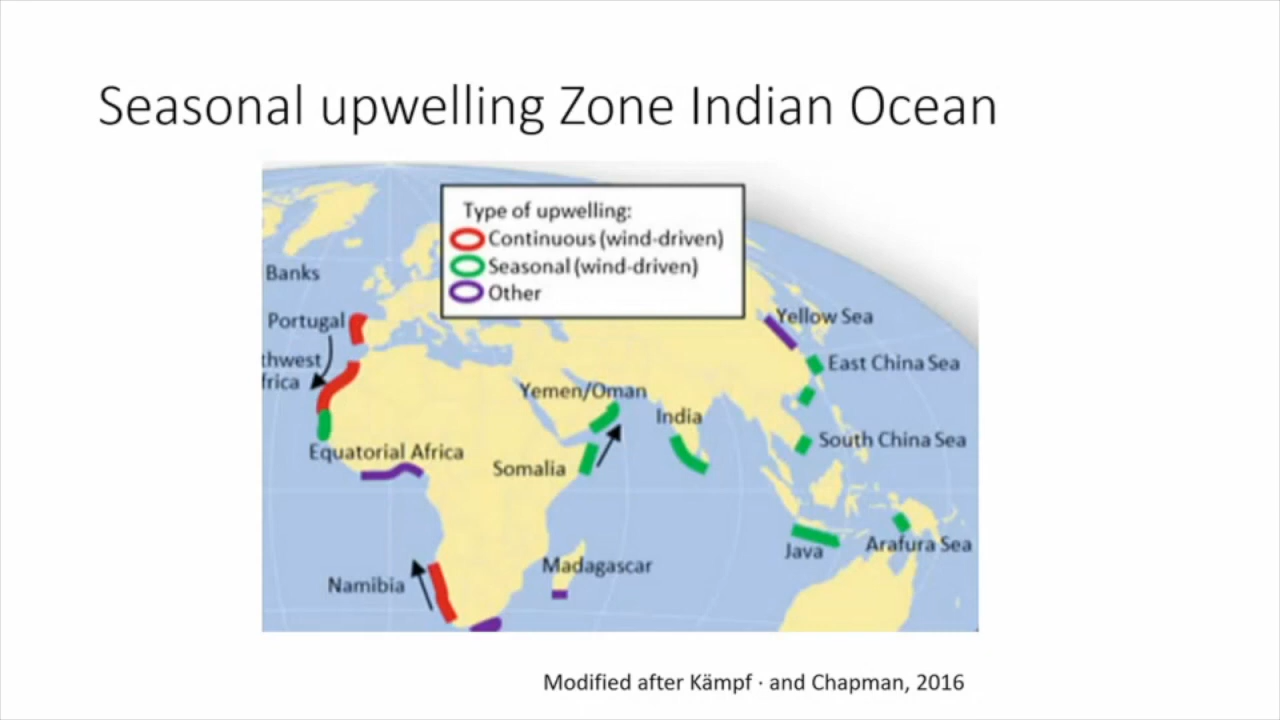 Seasonal upwelling Zone Indian Ocean
Type of upwelling:
Continuous (wind-driven)
Seasonal (wind-driven)
Other
Banks
Portugal
thwest
frica
Equatorial Africa
Namibia
Yemen/Oman
Somalia
India
Madagascar
Yellow Sea
East China Sea
South China Sea
Java
Arafura Sea
Modified after Kämpf · and Chapman, 2016